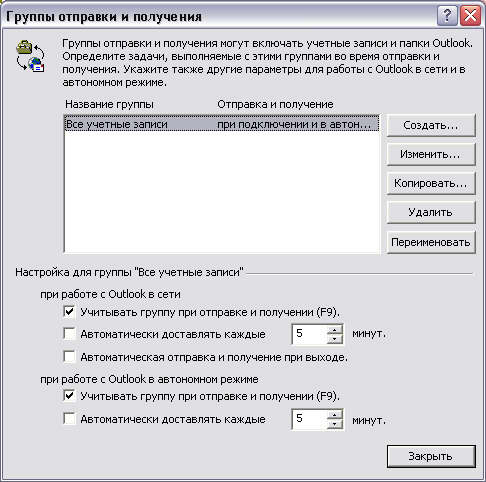 Группы отправки и получения
Группы отправки и получения могут включать учетные записи и папки Outlook.
Определите задачи, выполняемые с этими группами во время отправки и
получения. Укажите также другие параметры для работы с Outlook в сети и в
автономном режиме.
Название группы Отправка и получение
Все учетные записи при подключении и в автон...
Создать...
Изменить...
Копировать...
Удалить
Переименовать
Настройка для группы "Все учетные записи"
при работе с Outlook в сети
Учитывать группу при отправке и получении (F9).
Автоматически доставлять каждые 5 минут.
Автоматическая отправка и получение при выходе.
при работе с Outlook в автономном режиме
Учитывать группу при отправке и получении (F9).
Автоматически доставлять каждые 5 минут.
Закрыть